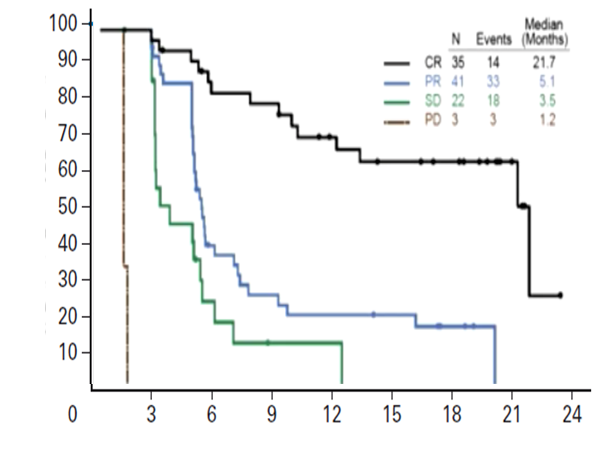 Median
N Events (Months)
CR 35 14 21.7
PR 41 33 5.1
SD 22 18 3.5
PD 3 3 1.2
100
90
80
70
60
50
40
30
20
10
0 3 6 9 12 15 18 21 24